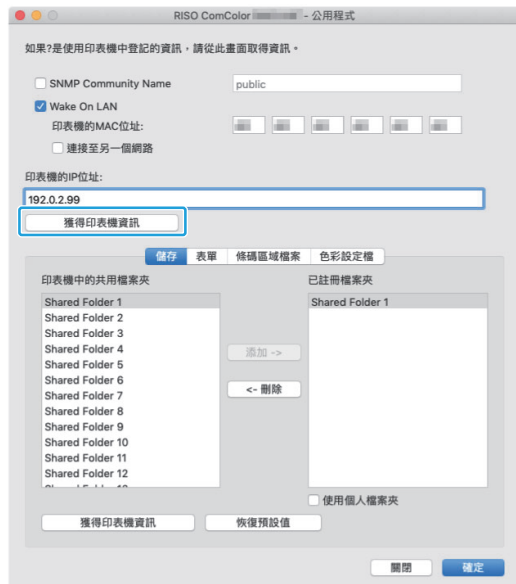 RISO ComColor - 公用程式
如果?是使用印表機中登記的資訊，請從此畫面取得資訊。
SNMP Community Name
public
Wake On LAN
印表機的MAC位址:
連接至另一個網路
印表機的IP位址:
192.0.2.99
獲得印表機資訊
儲存 表單 條碼區域檔案 色彩設定檔
印表機中的共用檔案夾
Shared Folder 1
Shared Folder 2
Shared Folder 3
Shared Folder 4
Shared Folder 5
Shared Folder 6
Shared Folder 7
Shared Folder 8
Shared Folder 9
Shared Folder 10
Shared Folder 11
Shared Folder 12
添加 ->
<- 刪除
已註冊檔案夾
Shared Folder 1
使用個人檔案夾
獲得印表機資訊
恢復預設值
關閉
確定